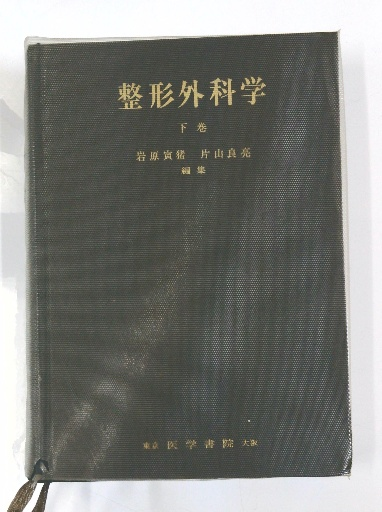 整形外科学
下巻
岩原寅猪 片山良亮
編集
東京 医学書院 大阪